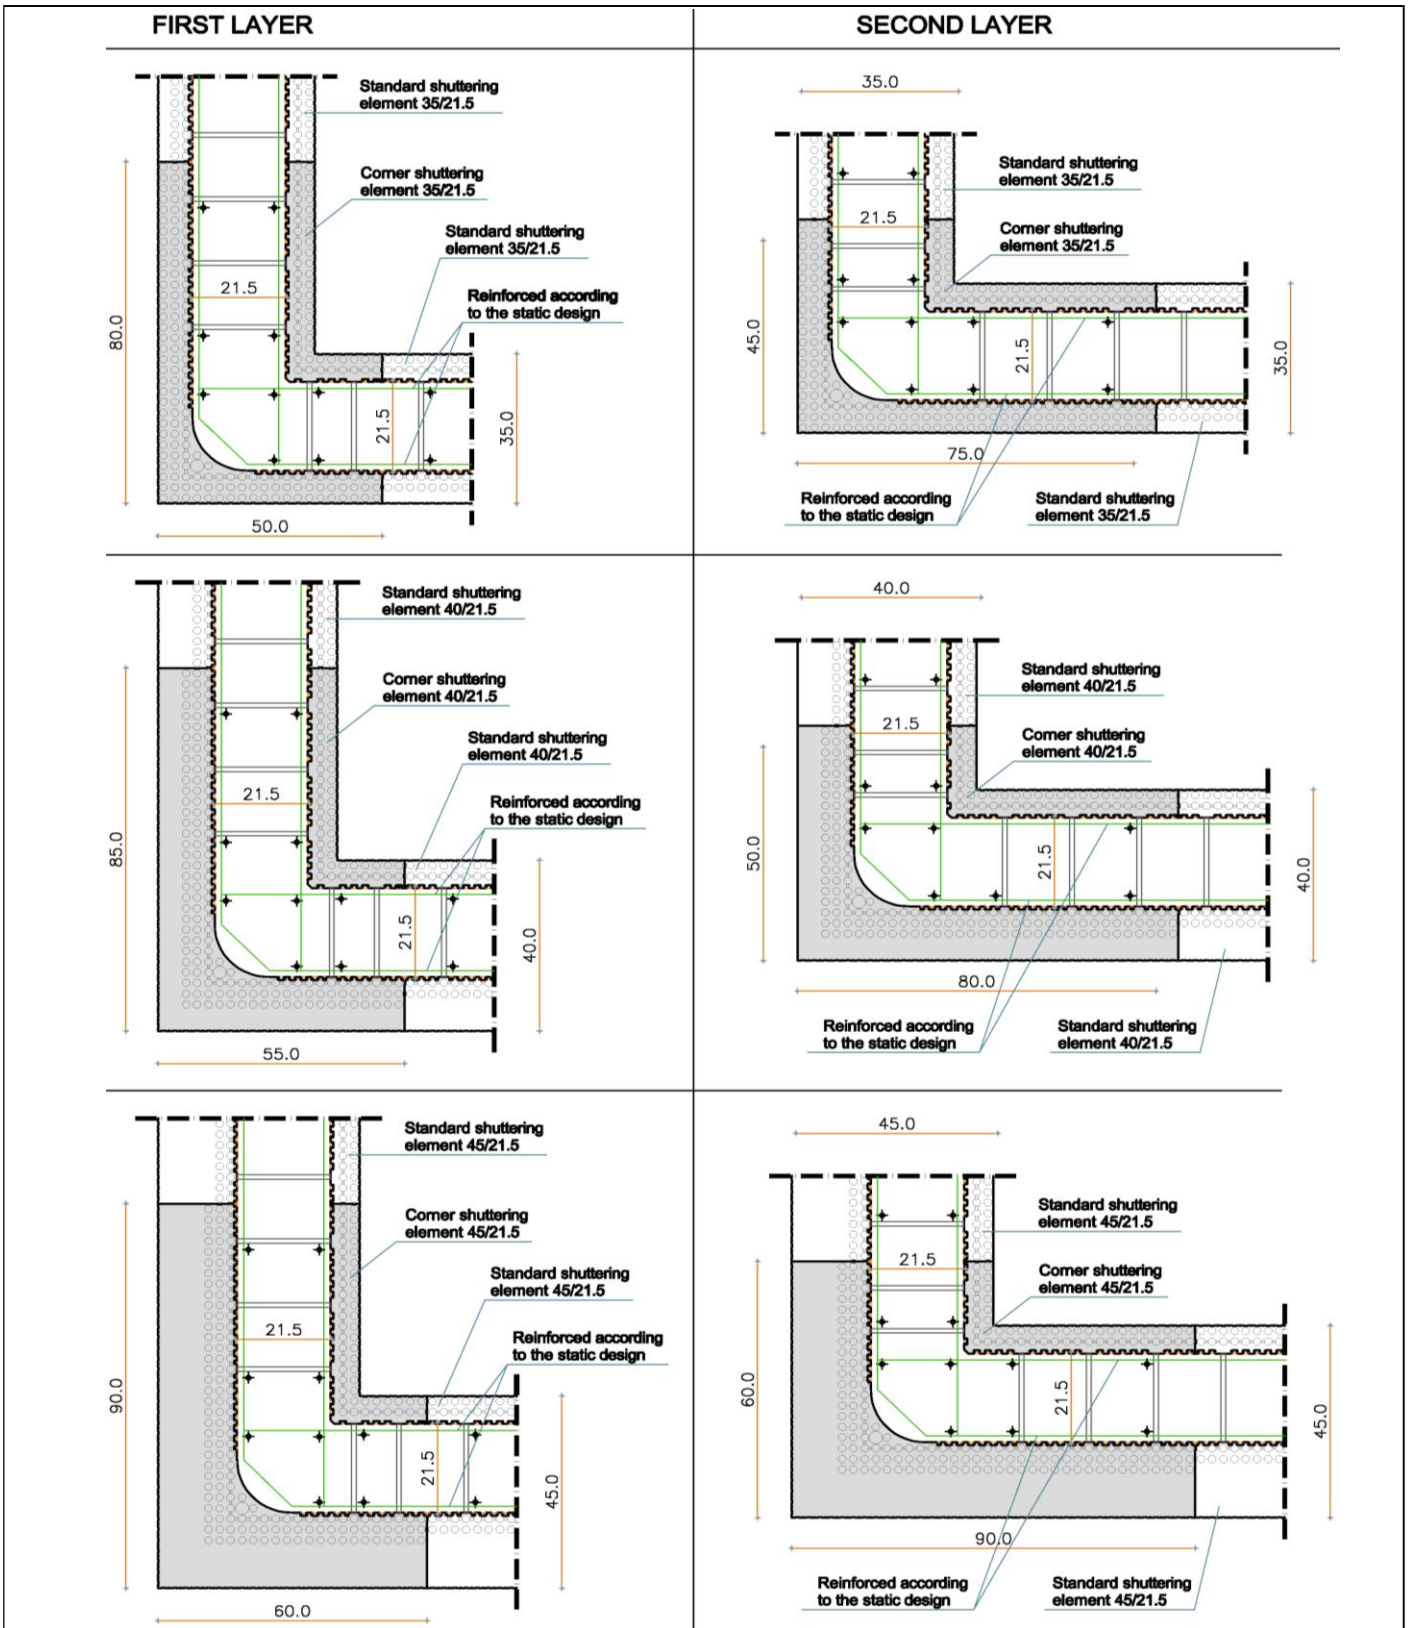 FIRST LAYER
SECOND LAYER
Standard shuttering
element 35/21.5
Corner shuttering
element 35/21.5
Standard shuttering
element 35/21.5
Reinforced according
to the static design
21.5
80.0
21.5
35.0
50.0
35.0
Standard shuttering
element 35/21.5
Corner shuttering
element 35/21.5
21.5
45.0
21.5
35.0
75.0
Reinforced according
to the static design
Standard shuttering
element 35/21.5
Standard shuttering
element 40/21.5
Corner shuttering
element 40/21.5
Standard shuttering
element 40/21.5
Reinforced according
to the static design
21.5
85.0
21.5
40.0
55.0
40.0
Standard shuttering
element 40/21.5
Corner shuttering
element 40/21.5
21.5
50.0
21.5
40.0
80.0
Reinforced according
to the static design
Standard shuttering
element 40/21.5
Standard shuttering
element 45/21.5
Corner shuttering
element 45/21.5
Standard shuttering
element 45/21.5
Reinforced according
to the static design
21.5
90.0
21.5
45.0
60.0
45.0
Standard shuttering
element 45/21.5
Corner shuttering
element 45/21.5
21.5
60.0
21.5
45.0
90.0
Reinforced according
to the static design
Standard shuttering
element 45/21.5